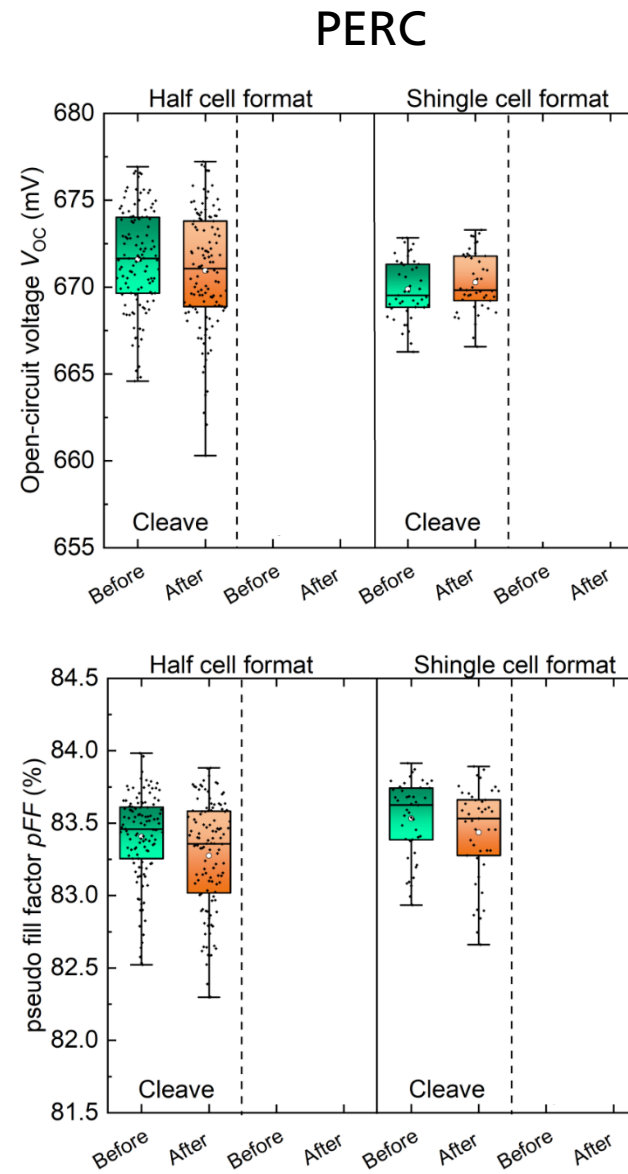 PERC
Half cell format Shingle cell format
Open-circuit voltage VOC (mV)
680
675
670
665
660
655
Cleave Cleave
Before After Before After Before After Before After
Half cell format Shingle cell format
pseudo fill factor pFF (%)
84.5
84.0
83.5
83.0
82.5
82.0
81.5
Cleave Cleave
Before After Before After Before After Before After